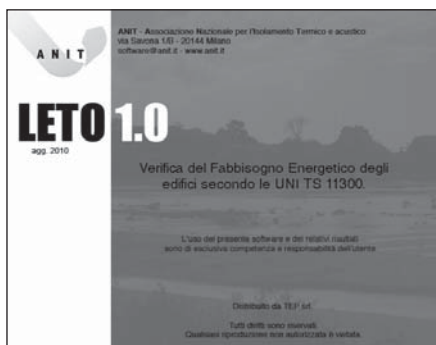 ANIT
ANIT - Associazione Nazionale per l'Isolamento Termico e acustico
via Savona 1/B - 20144 Milano
software@anit.it - www.anit.it
LETO 1.0
agg. 2010
Verifica del Fabbisogno Energetico degli
edifici secondo le UNI TS 11300.
L'uso del presente software e dei relativi risultati
sono di esclusiva competenza e responsabilità dell'utente
Distribuito da TEP srl.
Tutti diritti sono riservati.
Qualsiasi riproduzione non autorizzata è vietata.